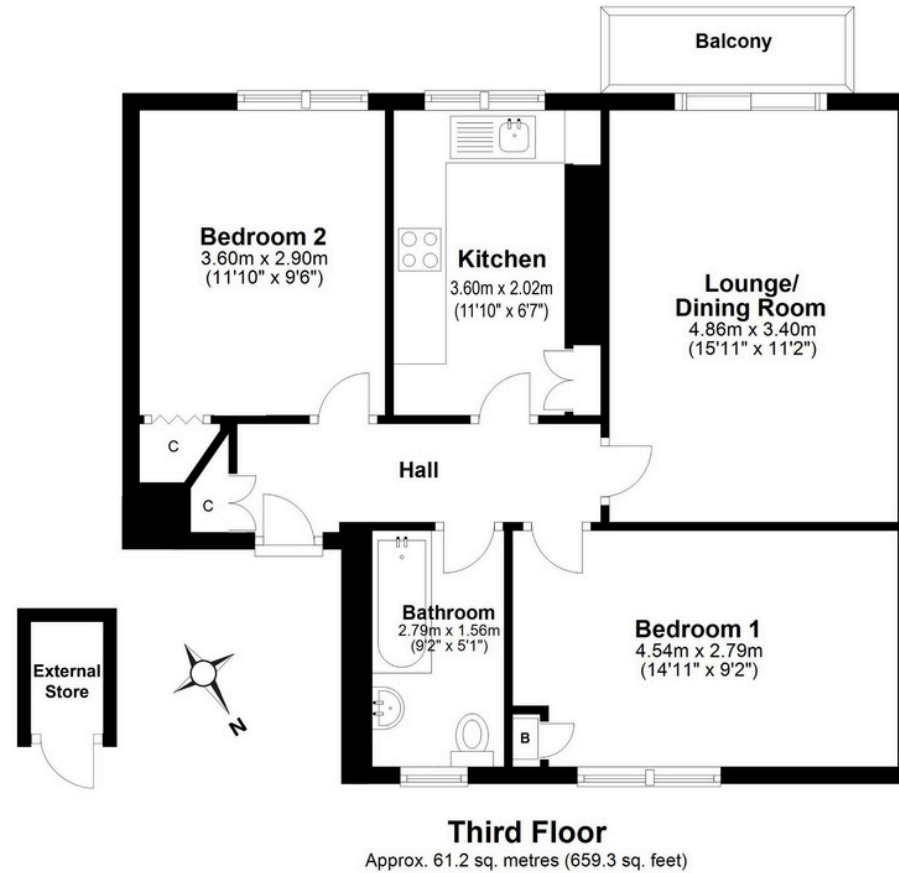 Balcony
Bedroom 2
3.60m x 2.90m
(11'10" x 9'6")
Kitchen
3.60m x 2.02m
(11'10" x 6'7")
Lounge/
Dining Room
4.86m x 3.40m
(15'11" x 11'2")
C
C
Hall
Bathroom
2.79m x 1.56m
(9'2" x 5'1")
Bedroom 1
4.54m x 2.79m
(14'11" x 9'2")
B
External
Store
N
Third Floor
Approx. 61.2 sq. metres (659.3 sq. feet)